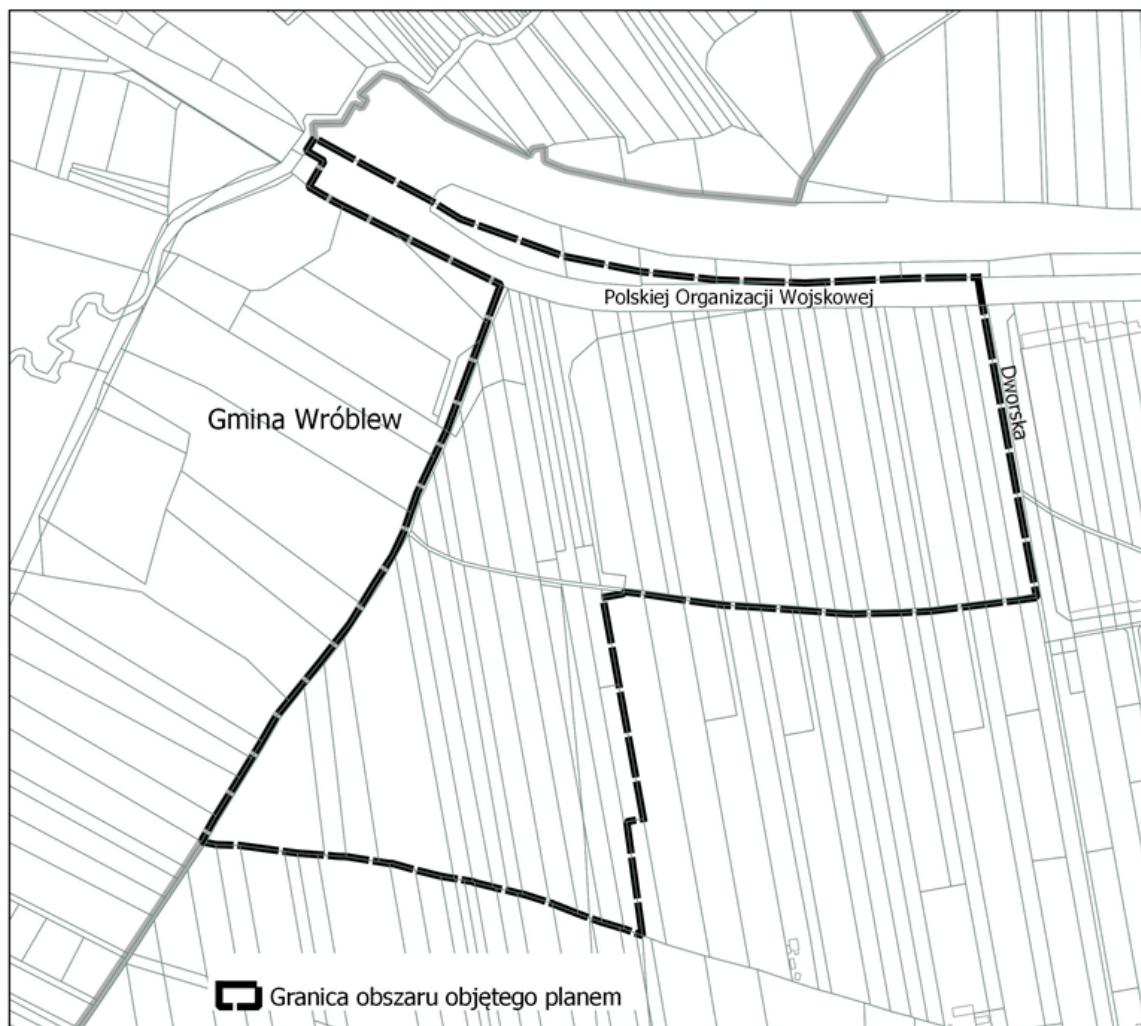 Polskiej Organizacji Wojskowej
Dworska
Gmina Wróblew
Granica obszaru objętego planem